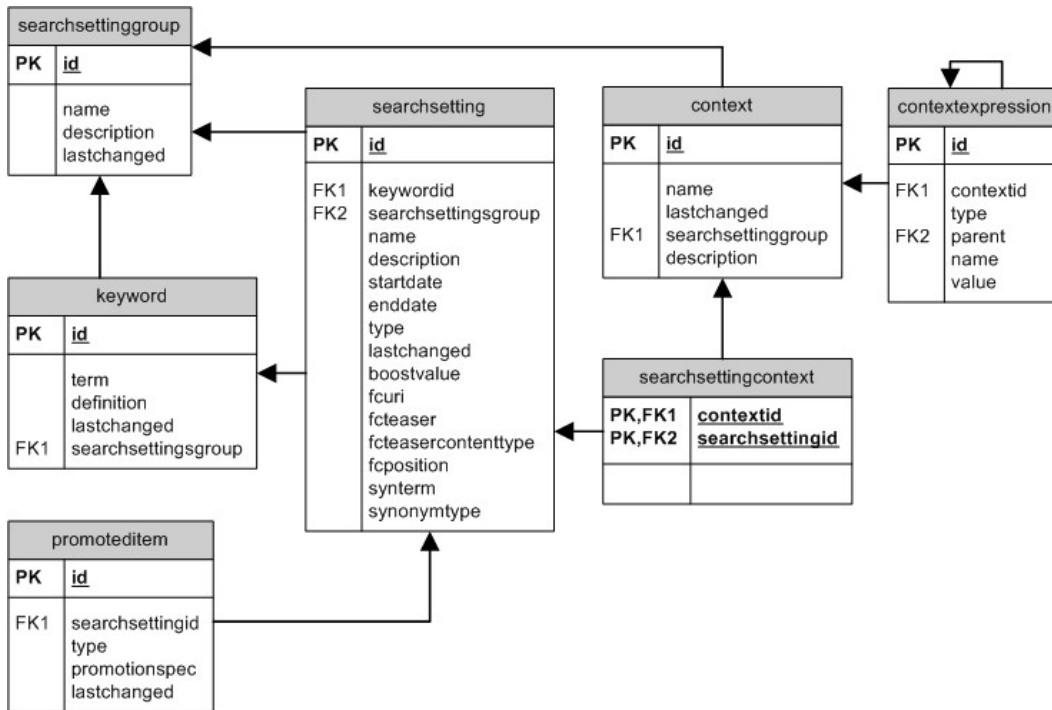 searchsettinggroup
PK id
name
description
lastchanged
searchsetting
PK id
FK1 keywordid
FK2 searchsettingsgroup
name
description
startdate
enddate
type
lastchanged
boostvalue
fcuri
fcteaser
fcteasercontenttype
fcposition
synterm
synonymtype
context
PK id
name
lastchanged
FK1 searchsettinggroup
description
contextexpression
PK id
FK1 contextid
type
FK2 parent
name
value
keyword
PK id
term
definition
lastchanged
FK1 searchsettingsgroup
searchsettingcontext
PK,FK1 contextid
PK,FK2 searchsettingid
promoteditem
PK id
FK1 searchsettingid
type
promotionspec
lastchanged